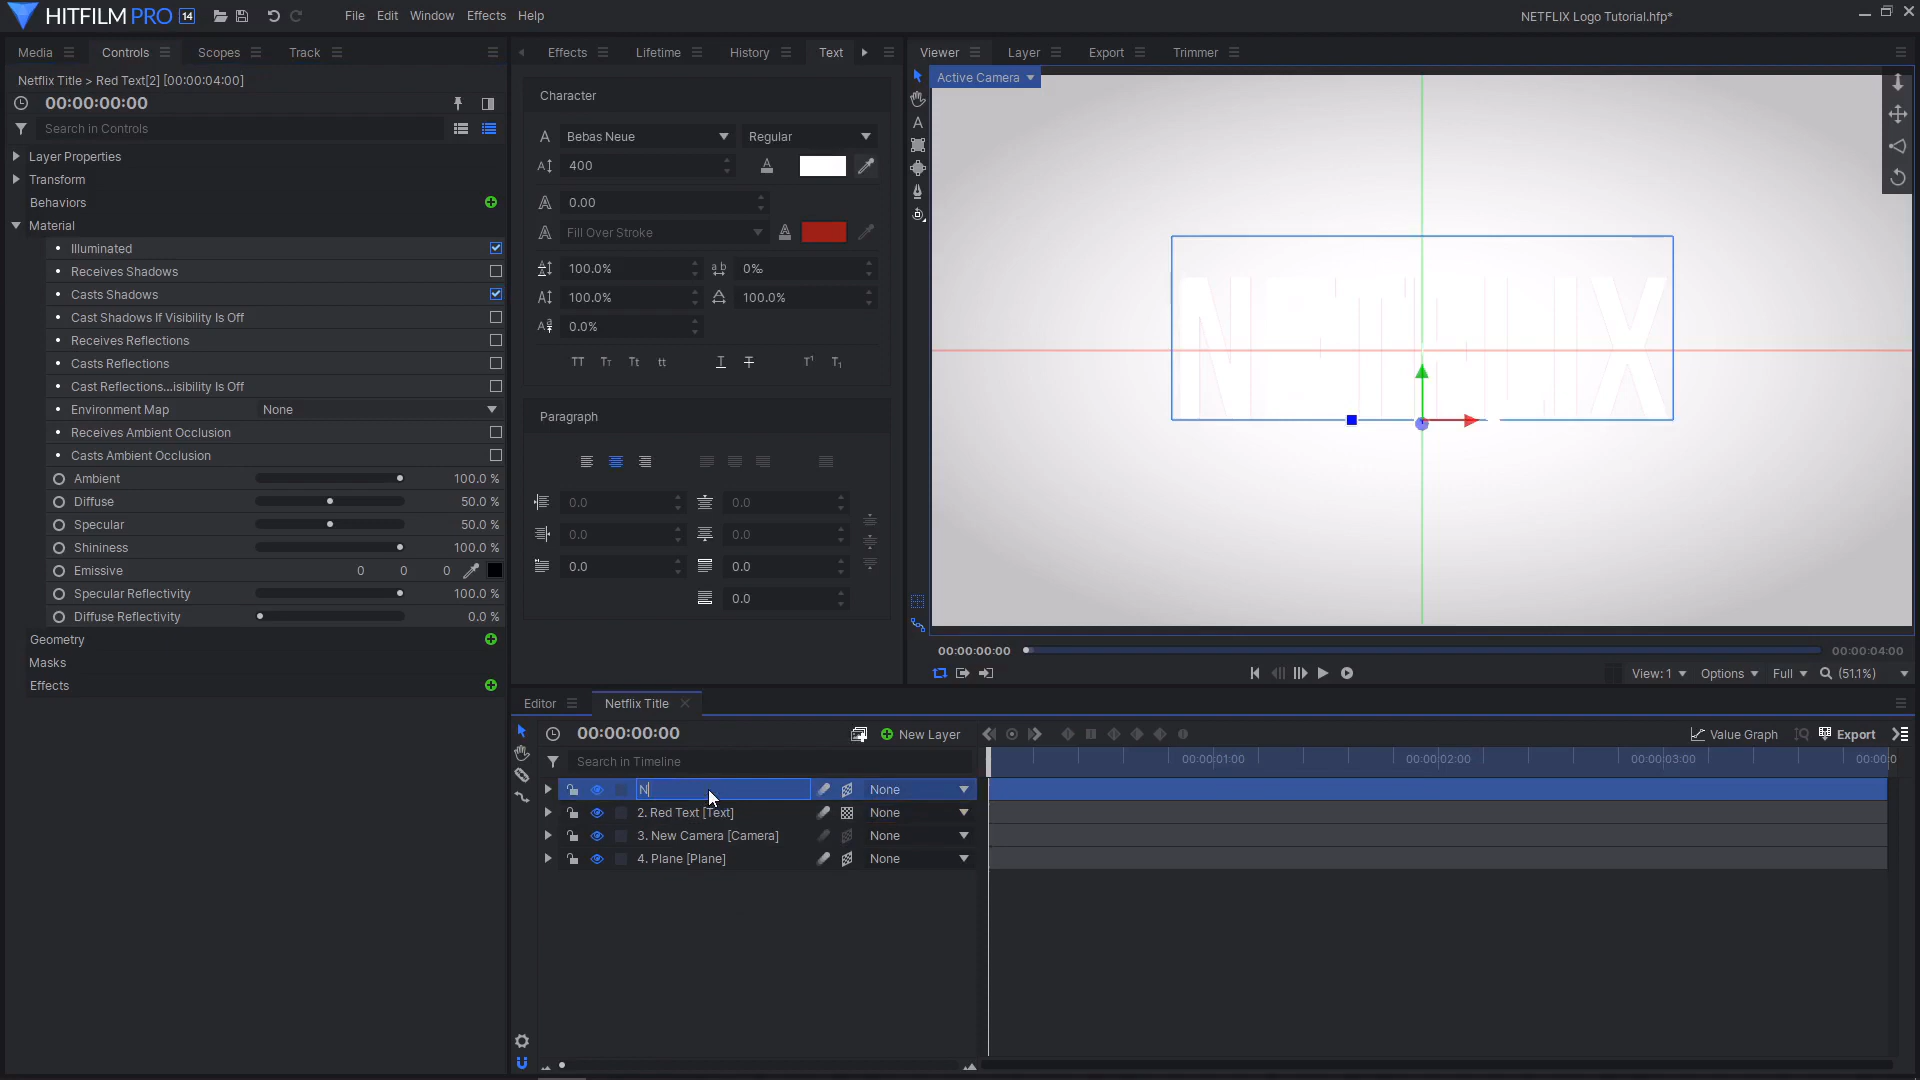 HITFILM PRO 14
File Edit Window Effects Help
NETFLIX Logo Tutorial.hfp*
Media Controls Scopes Track
Effects Lifetime History Text
Viewer Layer Export Trimmer
Netflix Title > Red Text[2] [00:00:04:00]
00:00:00:00
Search in Controls
Layer Properties
Transform
Behaviors
Material
Illuminated
Receives Shadows
Casts Shadows
Cast Shadows If Visibility Is Off
Receives Reflections
Casts Reflections
Cast Reflections...isibility Is Off
Environment Map None
Receives Ambient Occlusion
Casts Ambient Occlusion
Ambient 100.0 %
Diffuse 50.0 %
Specular 50.0 %
Shininess 100.0 %
Emissive 0 0 0
Specular Reflectivity 100.0 %
Diffuse Reflectivity 0.0 %
Geometry
Masks
Effects
Character
Bebas Neue Regular
400
0.00
Fill Over Stroke
100.0% 0‰
100.0% 100.0%
0.0%
TT Tт Tt tt T T T¹ T₁
Paragraph
0.0 0.0
0.0 0.0
0.0 0.0
0.0
Active Camera
NETFLIX
00:00:00:00 00:00:04:00
View: 1 Options Full (51.1%)
Editor Netflix Title
00:00:00:00 New Layer Value Graph Export
Search in Timeline
00:00:01:00 00:00:02:00 00:00:03:00 00:00:0
N None
2. Red Text [Text] None
3. New Camera [Camera] None
4. Plane [Plane] None